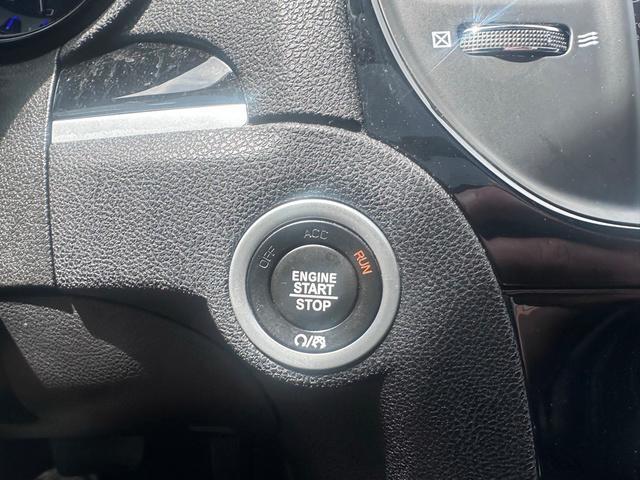 OFF ACC RUN
ENGINE
START
STOP